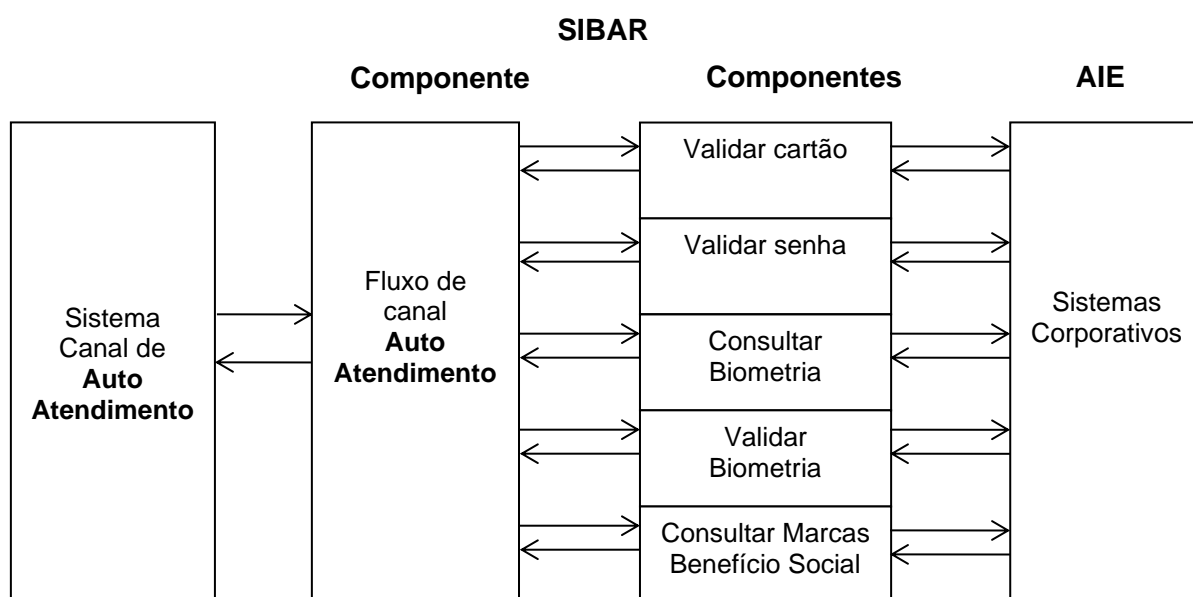 SIBAR
Componente
Componentes
AIE
Sistema
Canal de
Auto
Atendimento
Fluxo de
canal
Auto
Atendimento
Validar cartão
Validar senha
Consultar
Biometria
Validar
Biometria
Consultar Marcas
Benefício Social
Sistemas
Corporativos